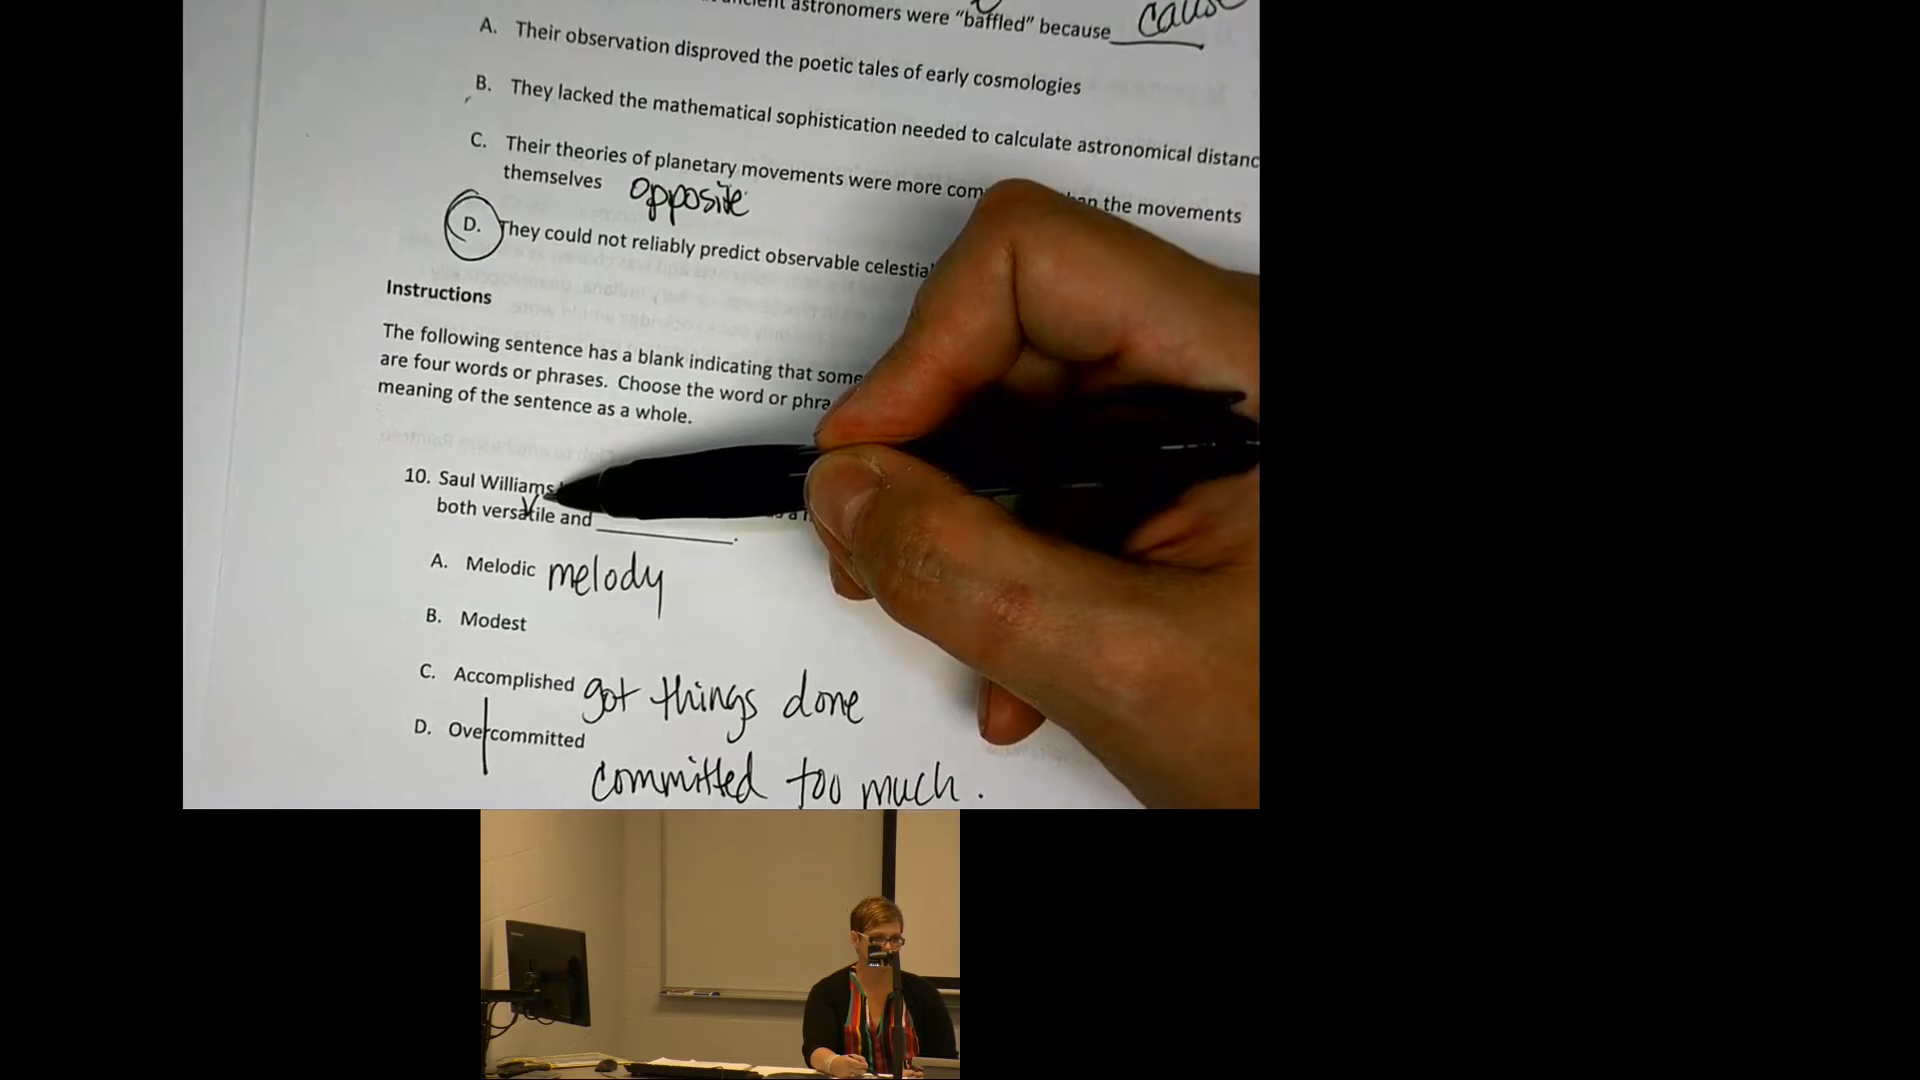 astronomers were “baffled” because cause
A. Their observation disproved the poetic tales of early cosmologies
B. They lacked the mathematical sophistication needed to calculate astronomical distanc
C. Their theories of planetary movements were more com the movements
themselves opposite
D. They could not reliably predict observable celestial
Instructions
The following sentence has a blank indicating that some
are four words or phrases. Choose the word or phra
meaning of the sentence as a whole.
10. Saul Williams
both versatile and ____________.
A. Melodic melody
B. Modest
C. Accomplished got things done
D. Overcommitted
committed too much.